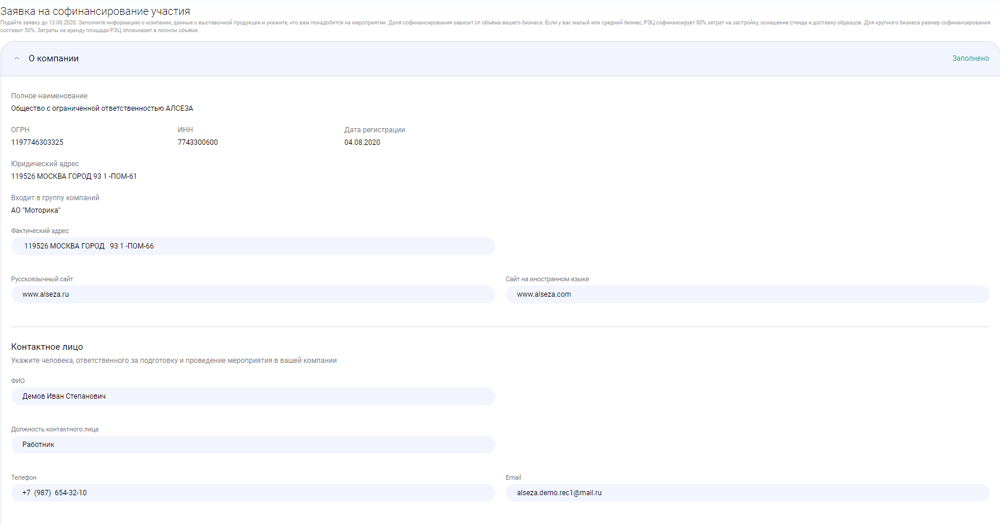 Заявка на софинансирование участия
Подайте заявку до 13.08.2020. Заполните информацию о компании, данные о выставочной продукции и укажите, что вам понадобится на мероприятии. Доля софинансирования зависит от объёма вашего бизнеса. Если у вас малый или средний бизнес, РЭЦ софинансирует 80% затрат на застройку, оснащение стенда и доставку образцов. Для крупного бизнеса размер софинансирования
составит 50%. Затраты на аренду площади РЭЦ оплачивает в полном объёме.
О компании
Заполнено
Полное наименование
Общество с ограниченной ответственностью АЛСЕЗА
ОГРН ИНН Дата регистрации
1197746303325 7743300600 04.08.2020
Юридический адрес
119526 МОСКВА ГОРОД 93 1 -ПОМ-61
Входит в группу компаний
АО "Моторика"
Фактический адрес
119526 МОСКВА ГОРОД 93 1 -ПОМ-66
Русскоязычный сайт Сайт на иностранном языке
www.alseza.ru www.alseza.com
Контактное лицо
Укажите человека, ответственного за подготовку и проведение мероприятия в вашей компании
ФИО
Демов Иван Степанович
Должность контактного лица
Работник
Телефон Email
+7 (987) 654-32-10 alseza.demo.rec1@mail.ru